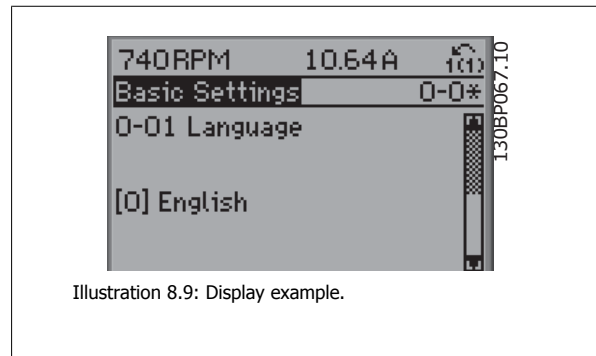 740RPM 10.64A 1(1)
Basic Settings 0-0*
0-01 Language
[0] English
130BP067.10
Illustration 8.9: Display example.